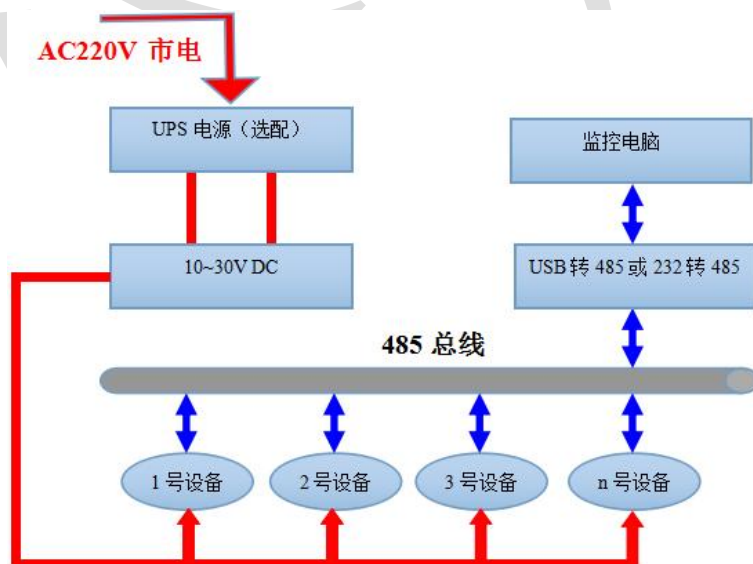 AC220V 市电
UPS 电源（选配）
监控电脑
10~30V DC
USB 转 485 或 232 转 485
485 总线
1 号设备
2 号设备
3 号设备
n 号设备